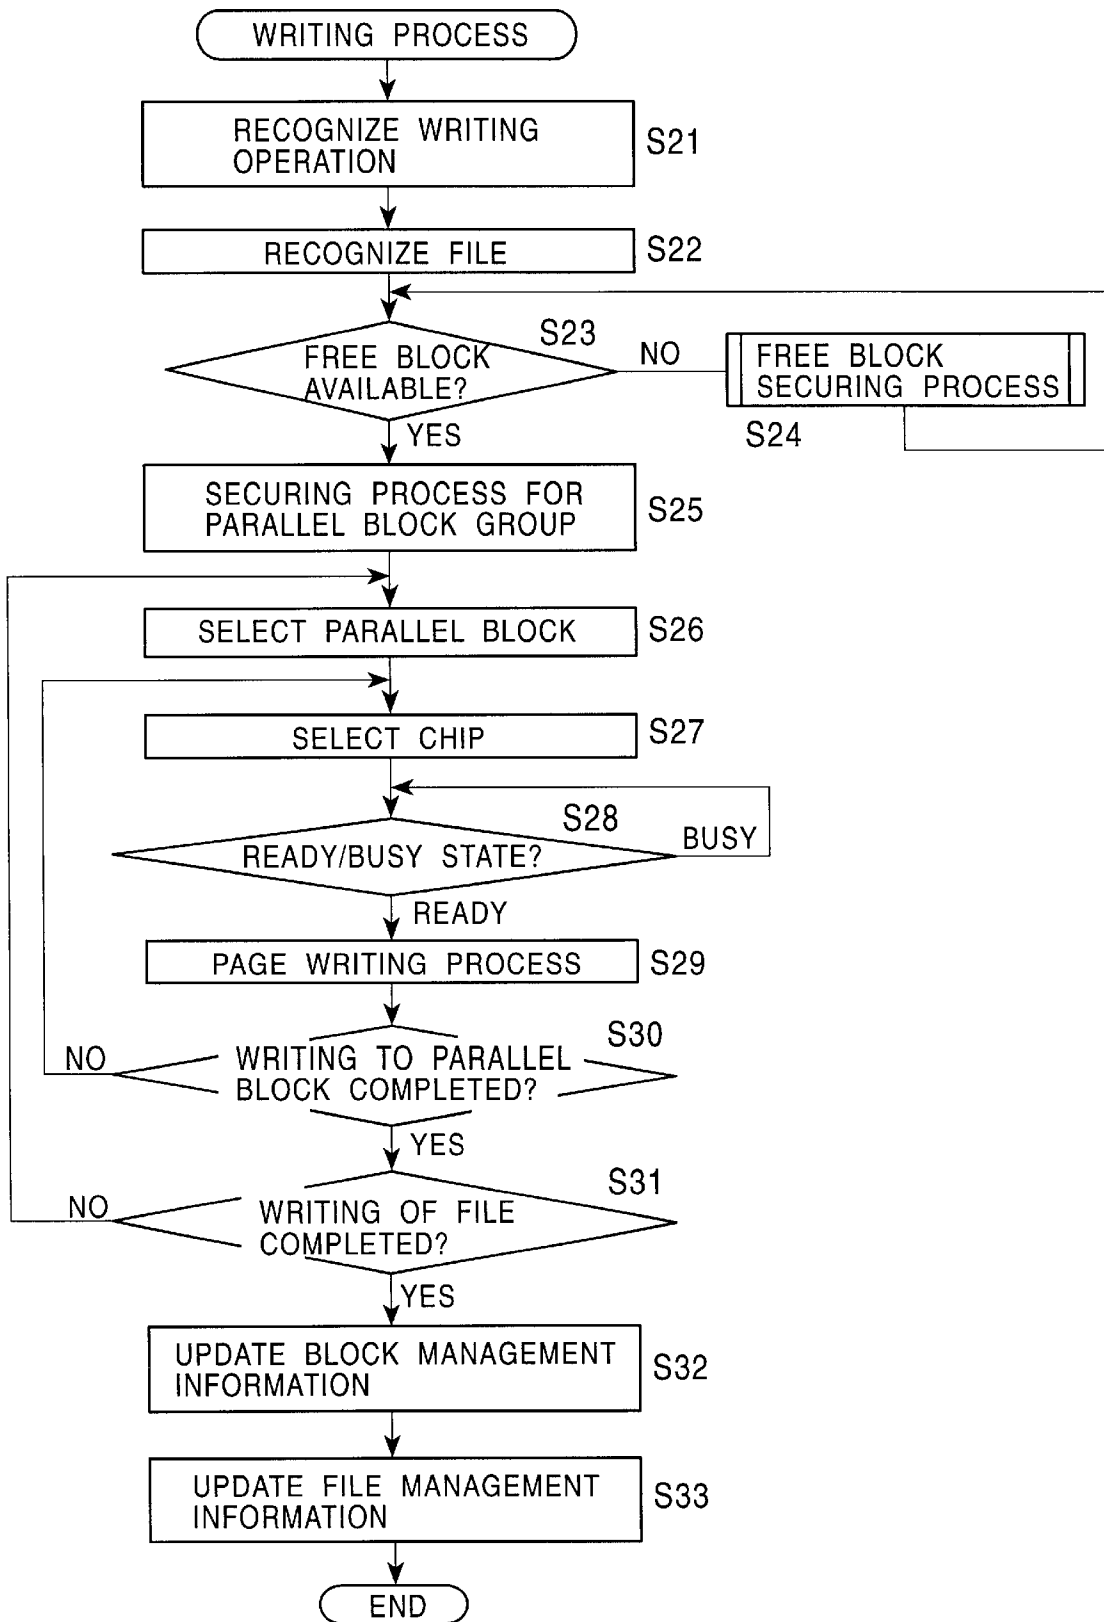 WRITING PROCESS
RECOGNIZE WRITING
OPERATION
S21
RECOGNIZE FILE
S22
S23
FREE BLOCK
AVAILABLE?
NO
FREE BLOCK
SECURING PROCESS
S24
YES
SECURING PROCESS FOR
PARALLEL BLOCK GROUP
S25
SELECT PARALLEL BLOCK
S26
SELECT CHIP
S27
S28
READY/BUSY STATE?
BUSY
READY
PAGE WRITING PROCESS
S29
S30
NO
WRITING TO PARALLEL
BLOCK COMPLETED?
YES
S31
NO
WRITING OF FILE
COMPLETED?
YES
UPDATE BLOCK MANAGEMENT
INFORMATION
S32
UPDATE FILE MANAGEMENT
INFORMATION
S33
END